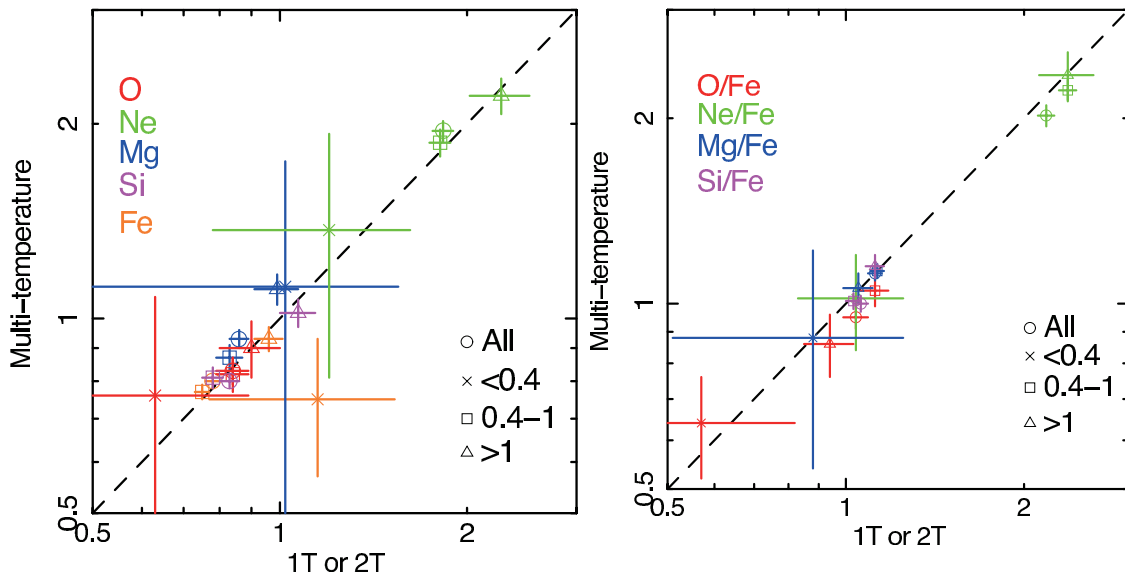 Multi−temperature
2
1
0.5
O
Ne
Mg
Si
Fe
All
<0.4
0.4−1
>1
0.5
1
2
1T or 2T
Multi−temperature
2
1
0.5
O/Fe
Ne/Fe
Mg/Fe
Si/Fe
All
<0.4
0.4−1
>1
0.5
1
2
1T or 2T